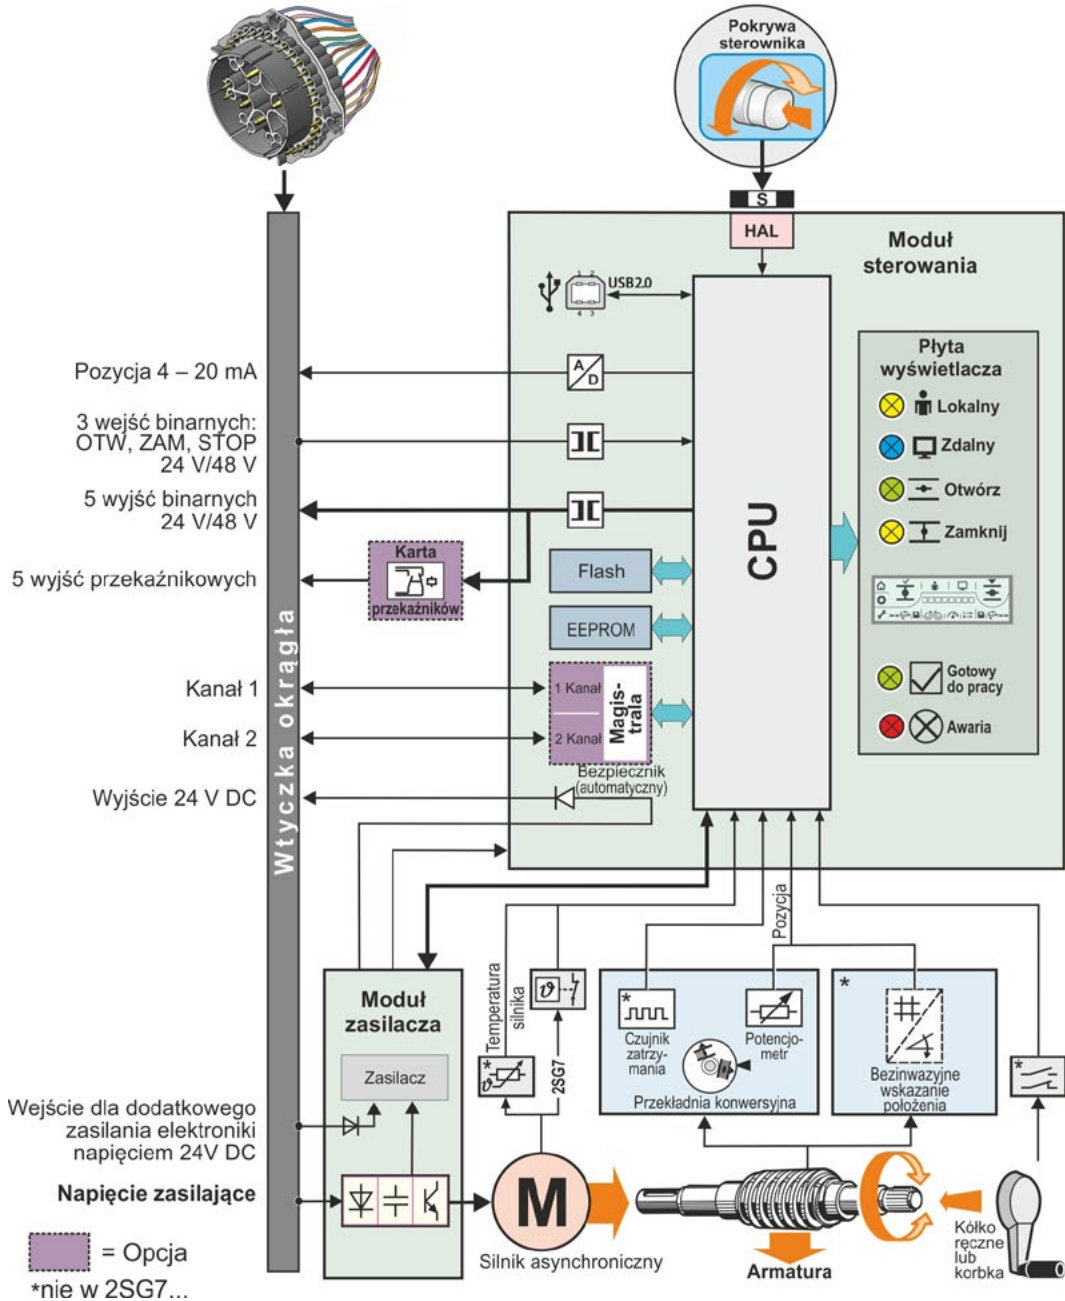 Pokrywa
sterownika
S
HAL
Moduł
sterowania
1 2
USB2.0
4 3
Płyta
wyświetlacza
Pozycja 4 – 20 mA
A
D
Lokalny
3 wejść binarnych:
OTW, ZAM, STOP
24 V/48 V
Zdalny
5 wyjść binarnych
24 V/48 V
Otwórz
CPU
Zamknij
Karta
przekaźników
5 wyjść przekaźnikowych
Flash
EEPROM
Wtyczka okrągła
Kanał 1
1 Kanał
Magis-
trala
Gotowy
do pracy
Kanał 2
2 Kanał
Awaria
Bezpiecznik
(automatyczny)
Wyjście 24 V DC
Pozycja
Moduł
zasilacza
Temperatura
silnika
ϑ
*
Czujnik
zatrzy-
mania
Potencjo-
metr
*
Bezinwazyjne
wskazanie
położenia
*
ϑ
2SG7
*
Przekładnia konwersyjna
Zasilacz
Wejście dla dodatkowego
zasilania elektroniki
napięciem 24V DC
Napięcie zasilające
M
Silnik asynchroniczny
Armatura
Kółko
ręczne
lub
korbka
= Opcja
*nie w 2SG7...